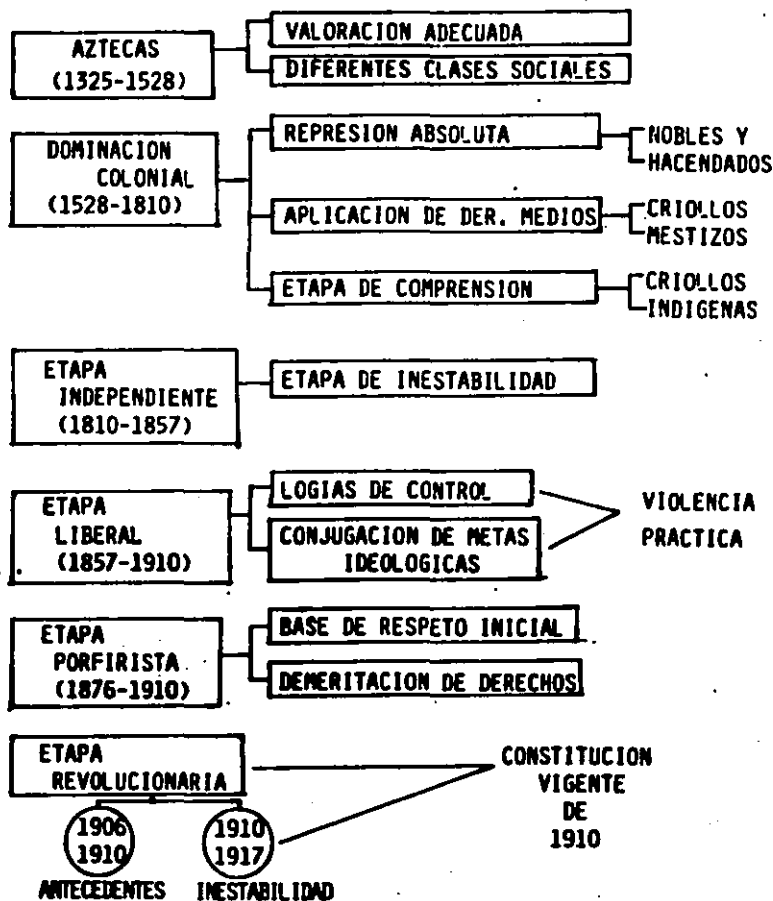 AZTECAS
(1325-1528)
VALORACION ADECUADA
DIFERENTES CLASES SOCIALES
DOMINACION
COLONIAL
(1528-1810)
REPRESION ABSOLUTA
NOBLES Y
HACENDADOS
APLICACION DE DER. MEDIOS
CRIOLLOS
MESTIZOS
ETAPA DE COMPRENSION
CRIOLLOS
INDIGENAS
ETAPA
INDEPENDIENTE
(1810-1857)
ETAPA DE INESTABILIDAD
ETAPA
LIBERAL
(1857-1910)
LOGIAS DE CONTROL
CONJUGACION DE METAS
IDEOLOGICAS
VIOLENCIA
PRACTICA
ETAPA
PORFIRISTA
(1876-1910)
BASE DE RESPETO INICIAL
DEMERITACION DE DERECHOS
ETAPA
REVOLUCIONARIA
1906
1910
ANTECEDENTES
1910
1917
INESTABILIDAD
CONSTITUCION
VIGENTE
DE
1910